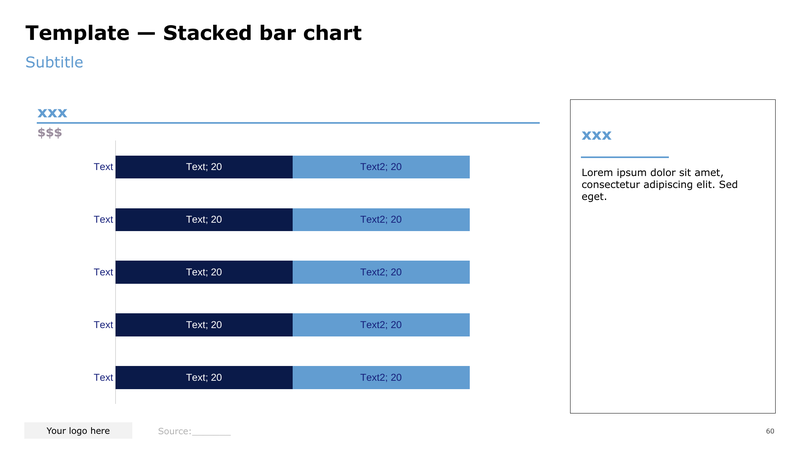 Template — Stacked bar chart
Subtitle
xxx
$$$
Text Text; 20 Text2; 20
Text Text; 20 Text2; 20
Text Text; 20 Text2; 20
Text Text; 20 Text2; 20
Text Text; 20 Text2; 20
xxx
Lorem ipsum dolor sit amet,
consectetur adipiscing elit. Sed
eget.
Your logo here
Source:_______
60